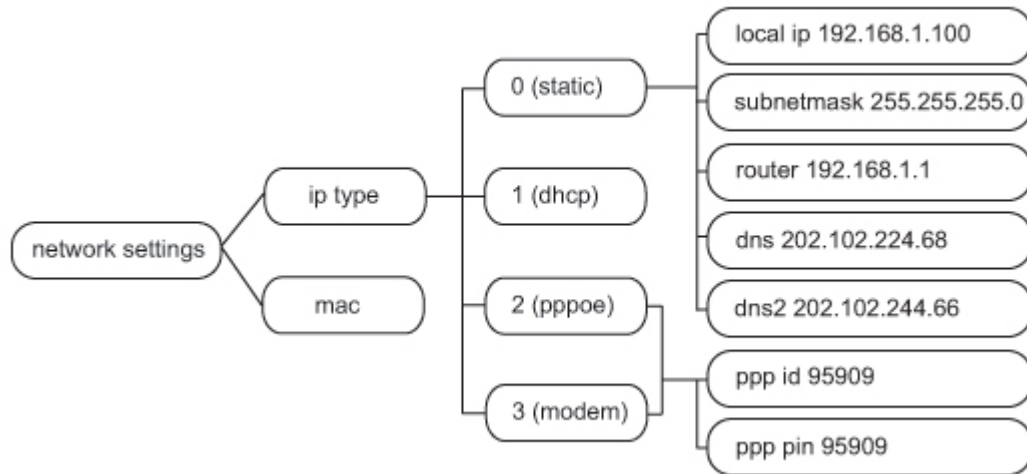 network settings
ip type
mac
0 (static)
1 (dhcp)
2 (pppoe)
3 (modem)
local ip 192.168.1.100
subnetmask 255.255.255.0
router 192.168.1.1
dns 202.102.224.68
dns2 202.102.244.66
ppp id 95909
ppp pin 95909